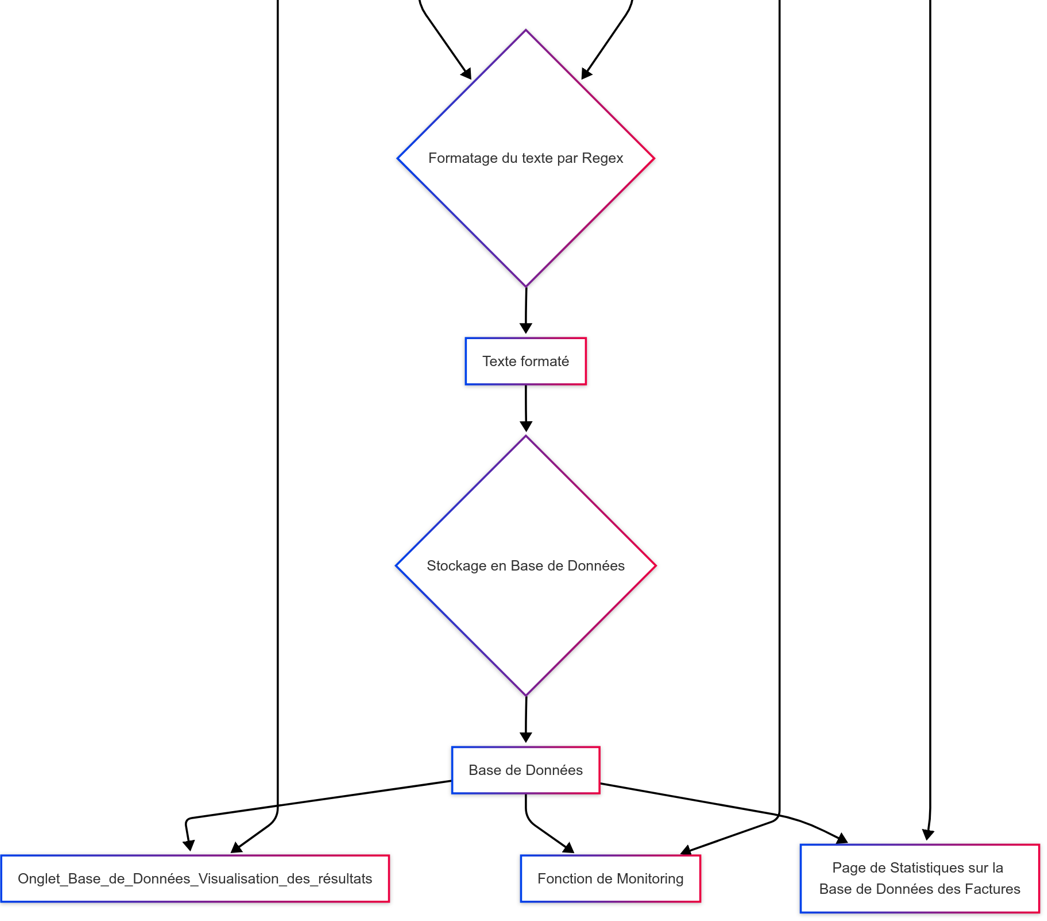 Formatage du texte par Regex
Texte formaté
Stockage en Base de Données
Base de Données
Onglet_Base_de_Données_Visualisation_des_résultats
Fonction de Monitoring
Page de Statistiques sur la
Base de Données des Factures